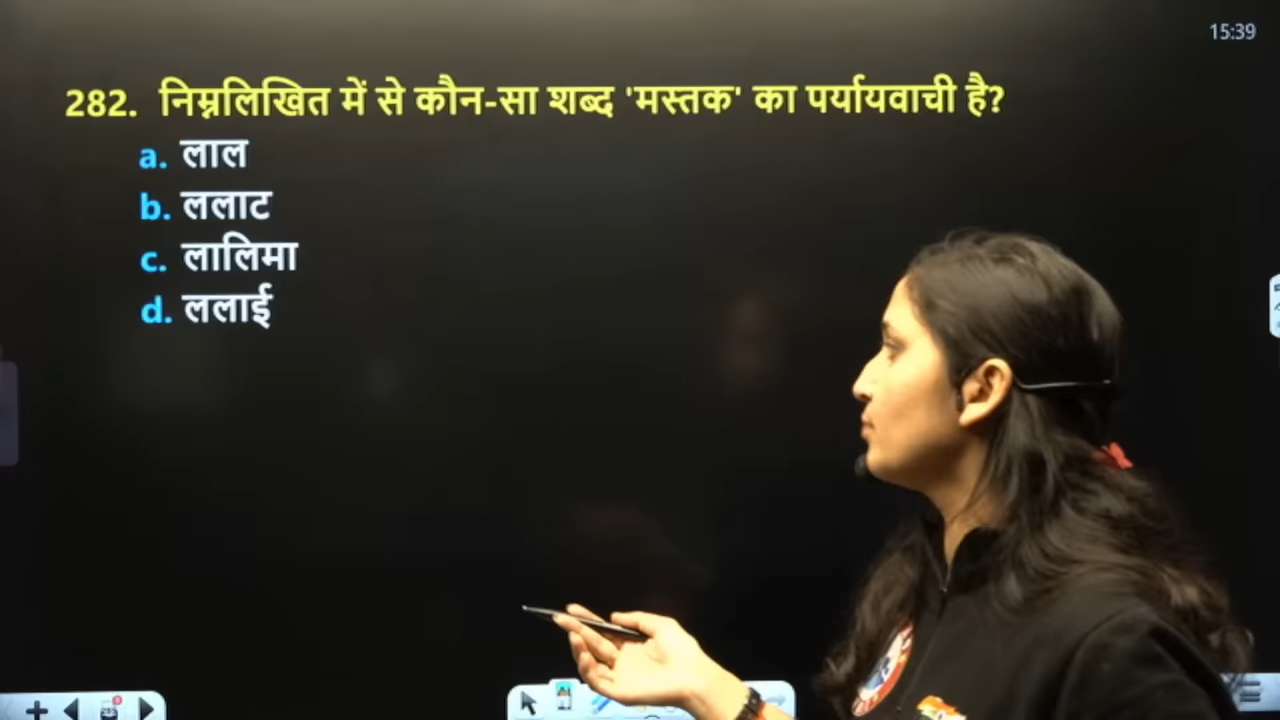 15:39
282. निम्नलिखित में से कौन-सा शब्द 'मस्तक' का पर्यायवाची है?
a. लाल
b. ललाट
c. लालिमा
d. ललाई